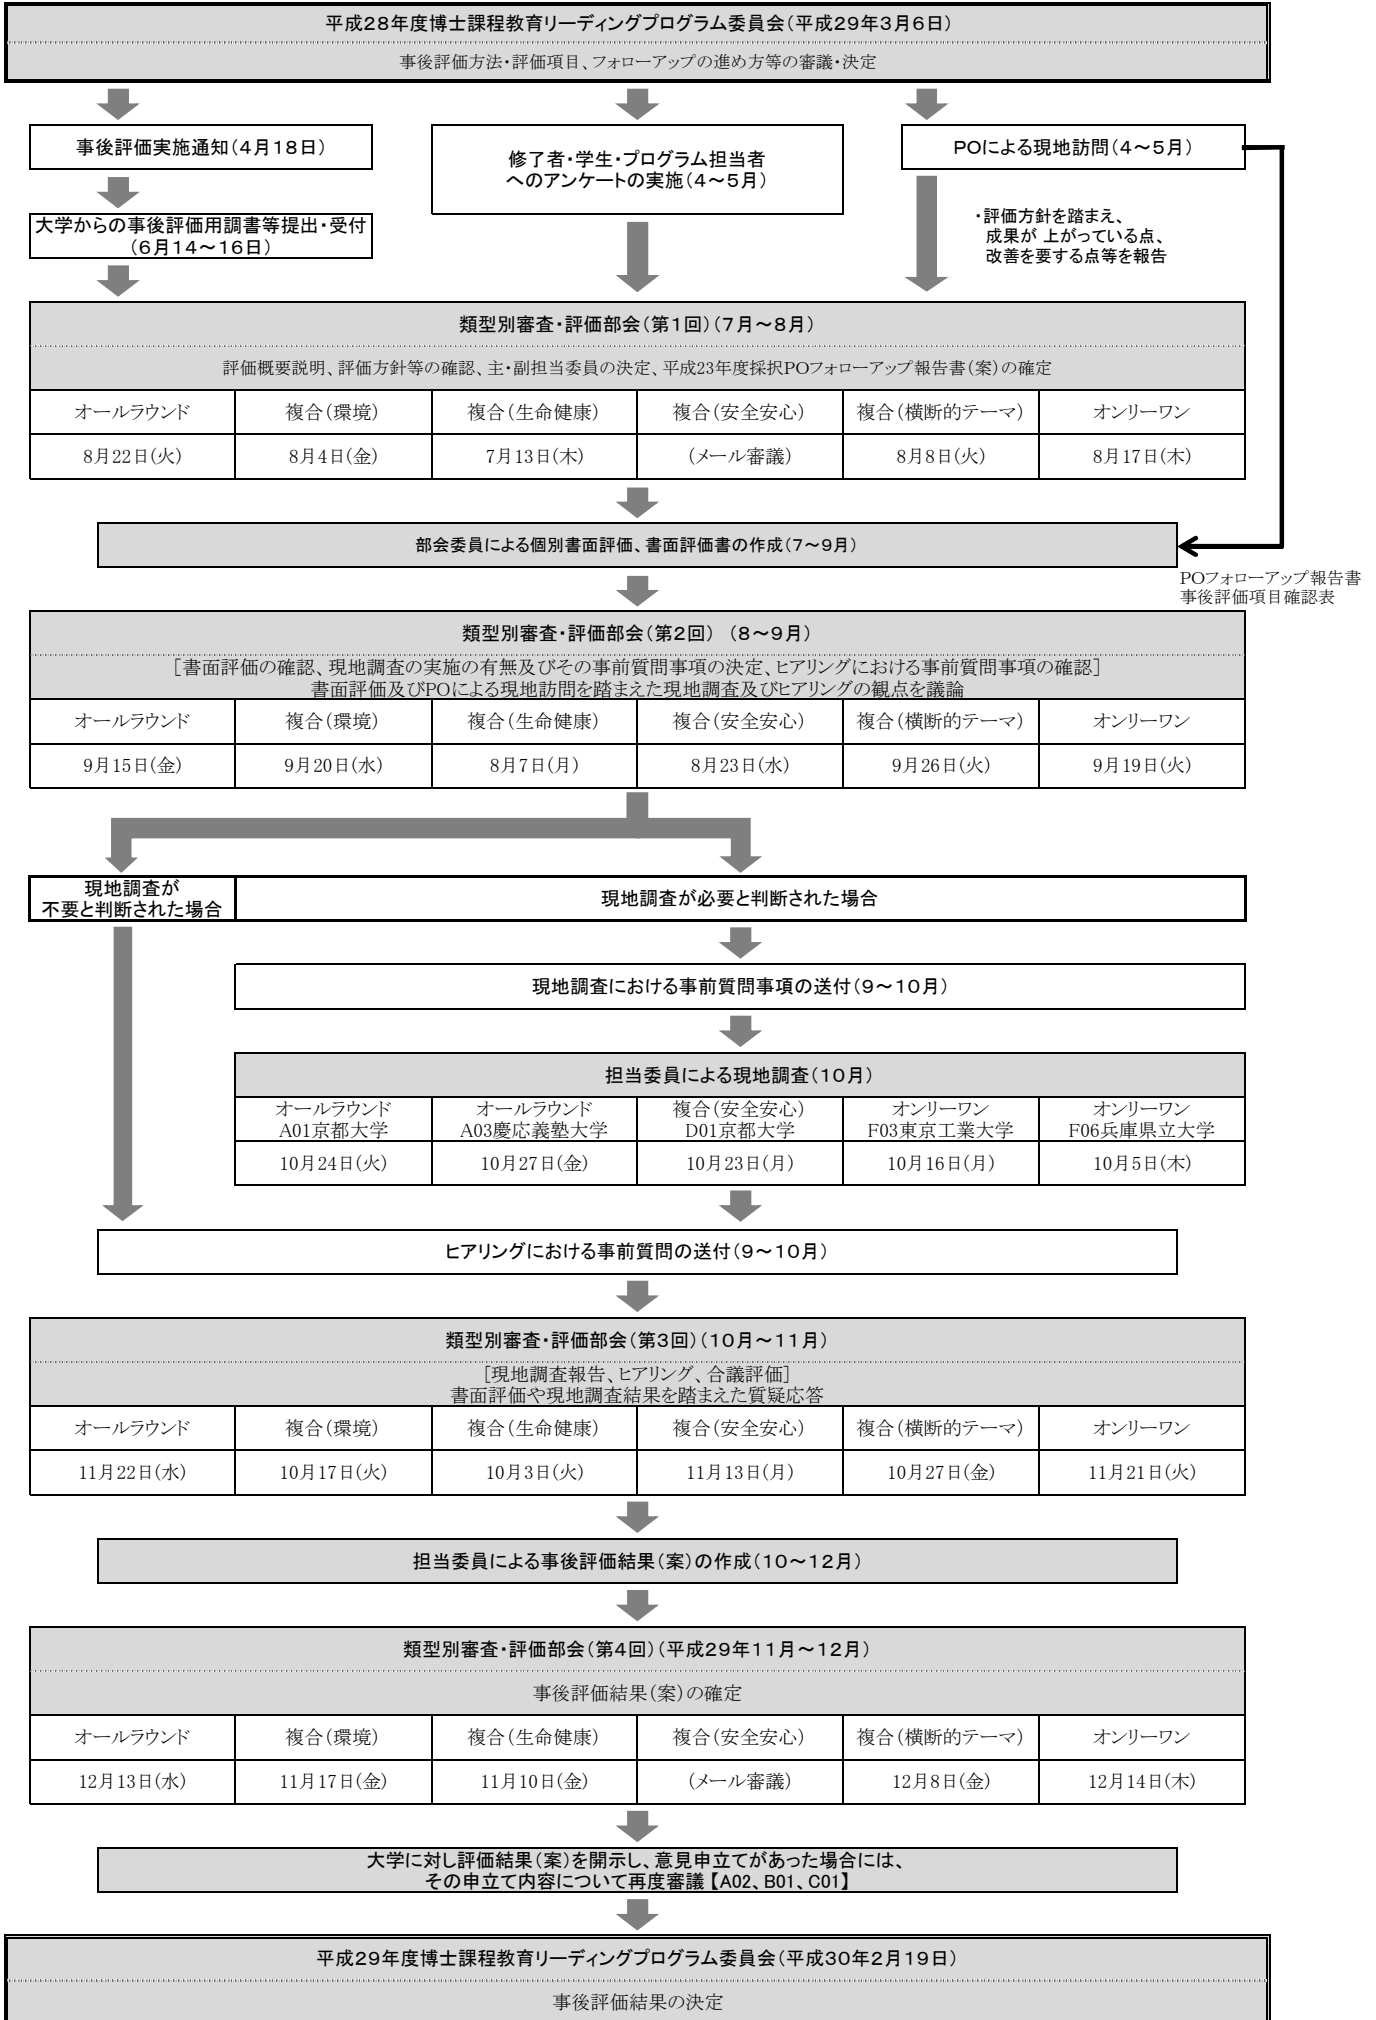 平成28年度博士課程教育リーディングプログラム委員会(平成29年3月6日)
事後評価方法・評価項目、フォローアップの進め方等の審議・決定
事後評価実施通知(4月18日)
修了者・学生・プログラム担当者
へのアンケートの実施(4～5月)
POによる現地訪問(4～5月)
大学からの事後評価用調書等提出・受付
(6月14～16日)
・評価方針を踏まえ、
成果が 上がっている点、
改善を要する点等を報告
類型別審査・評価部会(第1回)(7月～8月)
評価概要説明、評価方針等の確認、主・副担当委員の決定、平成23年度採択POフォローアップ報告書(案)の確定
オールラウンド 複合(環境) 複合(生命健康) 複合(安全安心) 複合(横断的テーマ) オンリーワン
8月22日(火) 8月4日(金) 7月13日(木) (メール審議) 8月8日(火) 8月17日(木)
部会委員による個別書面評価、書面評価書の作成(7～9月)
POフォローアップ報告書
事後評価項目確認表
類型別審査・評価部会(第2回) (8～9月)
[書面評価の確認、現地調査の実施の有無及びその事前質問事項の決定、ヒアリングにおける事前質問事項の確認]
書面評価及びPOによる現地訪問を踏まえた現地調査及びヒアリングの観点を議論
オールラウンド 複合(環境) 複合(生命健康) 複合(安全安心) 複合(横断的テーマ) オンリーワン
9月15日(金) 9月20日(水) 8月7日(月) 8月23日(水) 9月26日(火) 9月19日(火)
現地調査が
不要と判断された場合
現地調査が必要と判断された場合
現地調査における事前質問事項の送付(9～10月)
担当委員による現地調査(10月)
オールラウンド オールラウンド 複合(安全安心) オンリーワン オンリーワン
A01京都大学 A03慶応義塾大学 D01京都大学 F03東京工業大学 F06兵庫県立大学
10月24日(火) 10月27日(金) 10月23日(月) 10月16日(月) 10月5日(木)
ヒアリングにおける事前質問の送付(9～10月)
類型別審査・評価部会(第3回)(10月～11月)
[現地調査報告、ヒアリング、合議評価]
書面評価や現地調査結果を踏まえた質疑応答
オールラウンド 複合(環境) 複合(生命健康) 複合(安全安心) 複合(横断的テーマ) オンリーワン
11月22日(水) 10月17日(火) 10月3日(火) 11月13日(月) 10月27日(金) 11月21日(火)
担当委員による事後評価結果(案)の作成(10～12月)
類型別審査・評価部会(第4回)(平成29年11月～12月)
事後評価結果(案)の確定
オールラウンド 複合(環境) 複合(生命健康) 複合(安全安心) 複合(横断的テーマ) オンリーワン
12月13日(水) 11月17日(金) 11月10日(金) (メール審議) 12月8日(金) 12月14日(木)
大学に対し評価結果(案)を開示し、意見申立てがあった場合には、
その申立て内容について再度審議【A02、B01、C01】
平成29年度博士課程教育リーディングプログラム委員会(平成30年2月19日)
事後評価結果の決定